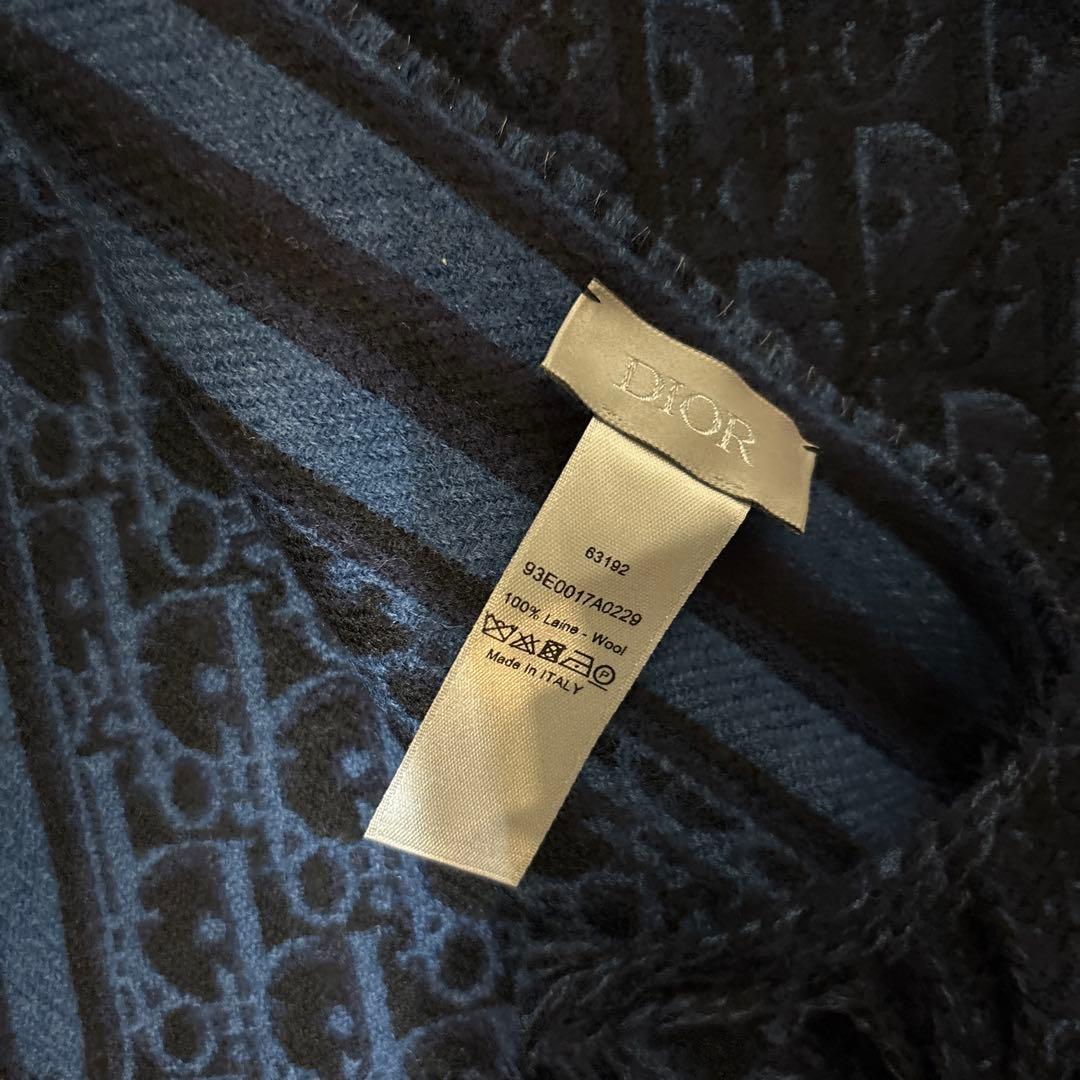 DIOR
63192
93E0017A0229
100% Laine - Wool
P
Made in ITALY